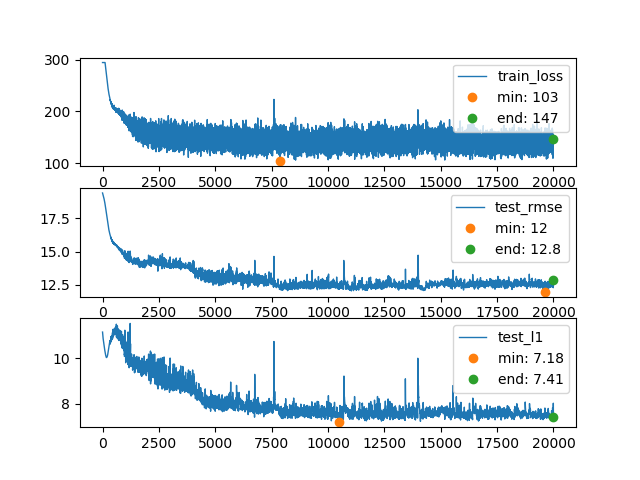 300
200
100
train_loss
min: 103
end: 147
0 2500 5000 7500 10000 12500 15000 17500 20000
17.5
15.0
12.5
test_rmse
min: 12
end: 12.8
0 2500 5000 7500 10000 12500 15000 17500 20000
10
8
test_l1
min: 7.18
end: 7.41
0 2500 5000 7500 10000 12500 15000 17500 20000